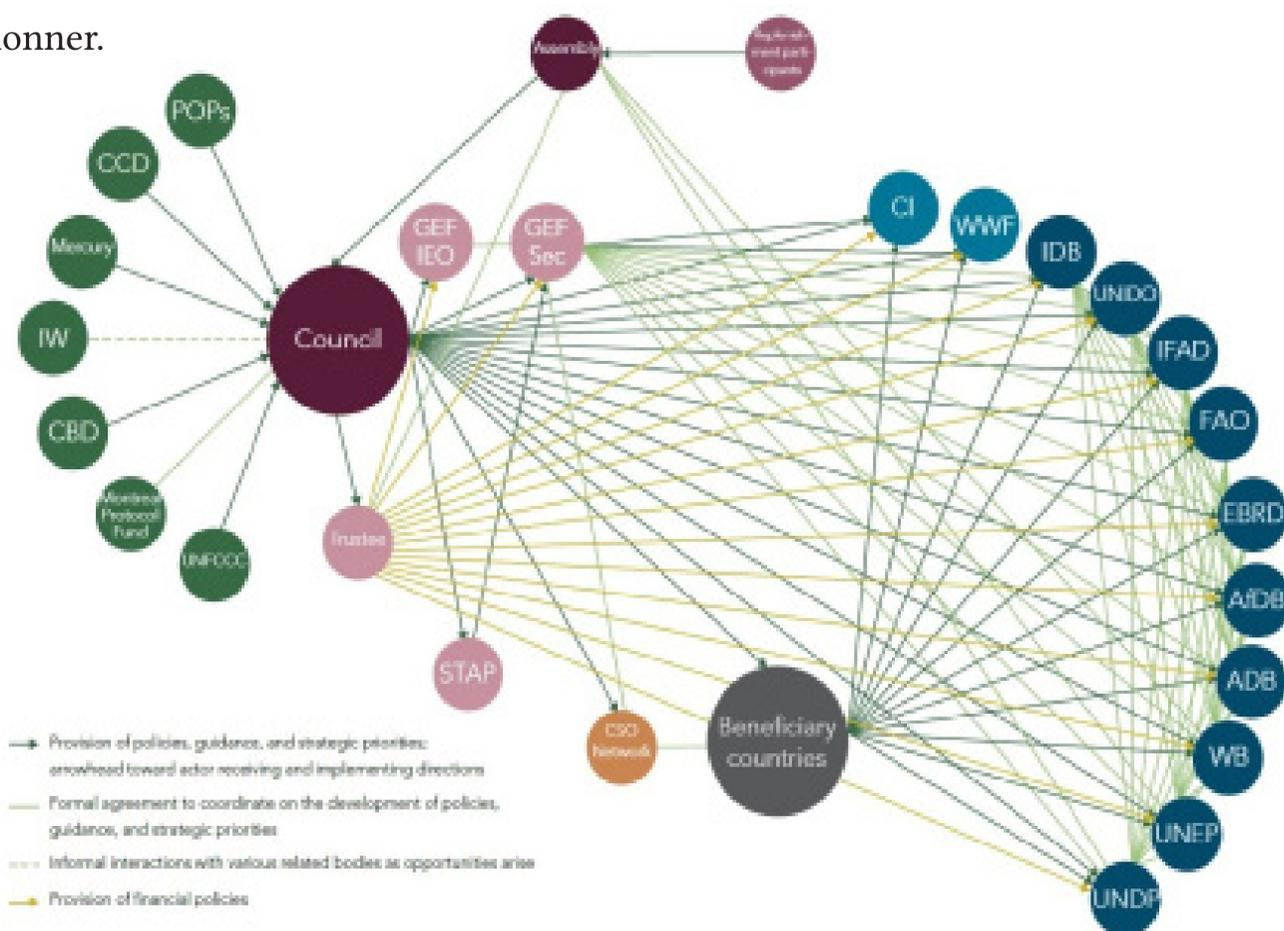 onner.
Assembly
ment parti-
cipants
POPs
CCD
Mercury
IW
CBD
Montreal
Protocol
Fund
UNFCCC
Council
GEF
IEO
GEF
Sec
Trustee
STAP
CSO
Network
Beneficiary
countries
CI
WWF
IDB
UNIDO
IFAD
FAO
EBRD
AfDB
ADB
WB
UNEP
UNDP
Provision of policies, guidance, and strategic priorities;
arrowhead toward actor receiving and implementing directions
Formal agreement to coordinate on the development of policies,
guidance, and strategic priorities
Informal interactions with various related bodies as opportunities arise
Provision of financial policies